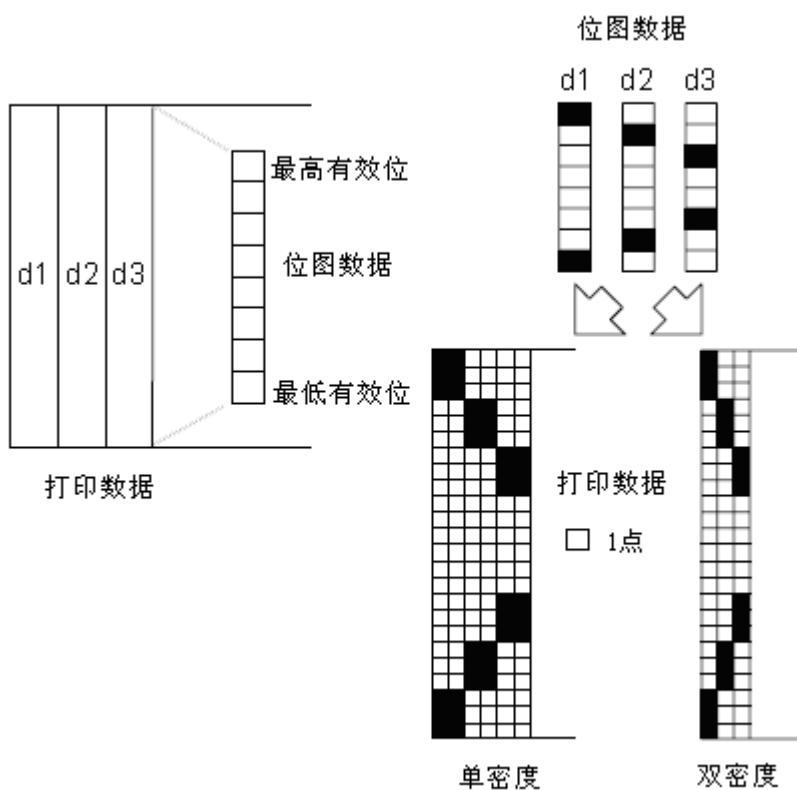 位图数据
d1 d2 d3
最高有效位
d1 d2 d3
位图数据
最低有效位
打印数据
打印数据
1点
单密度
双密度